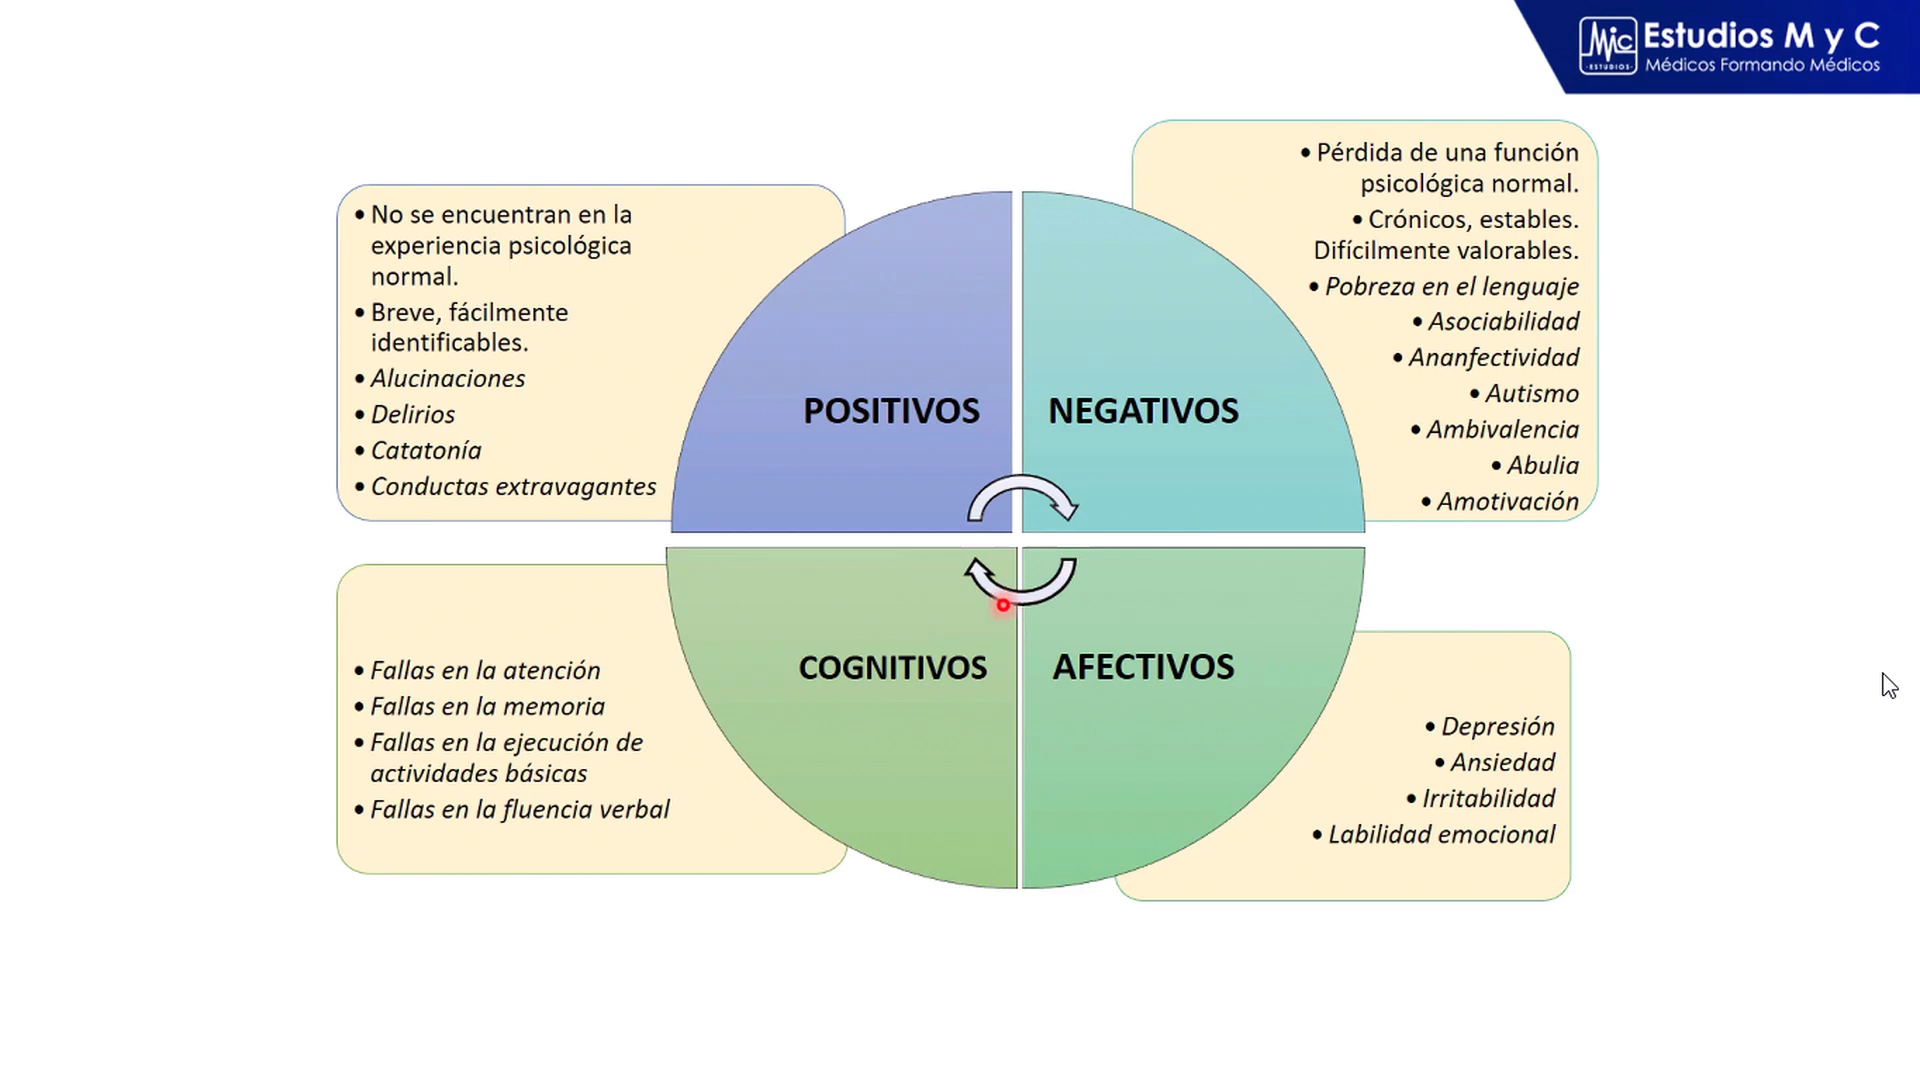 Mic
·ESTUDIOS·
Estudios M y C
Médicos Formando Médicos
• No se encuentran en la
experiencia psicológica
normal.
• Breve, fácilmente
identificables.
• Alucinaciones
• Delirios
• Catatonía
• Conductas extravagantes
POSITIVOS
NEGATIVOS
• Pérdida de una función
psicológica normal.
• Crónicos, estables.
Difícilmente valorables.
• Pobreza en el lenguaje
• Asociabilidad
• Ananfectividad
• Autismo
• Ambivalencia
• Abulia
• Amotivación
• Fallas en la atención
• Fallas en la memoria
• Fallas en la ejecución de
actividades básicas
• Fallas en la fluencia verbal
COGNITIVOS
AFECTIVOS
• Depresión
• Ansiedad
• Irritabilidad
• Labilidad emocional